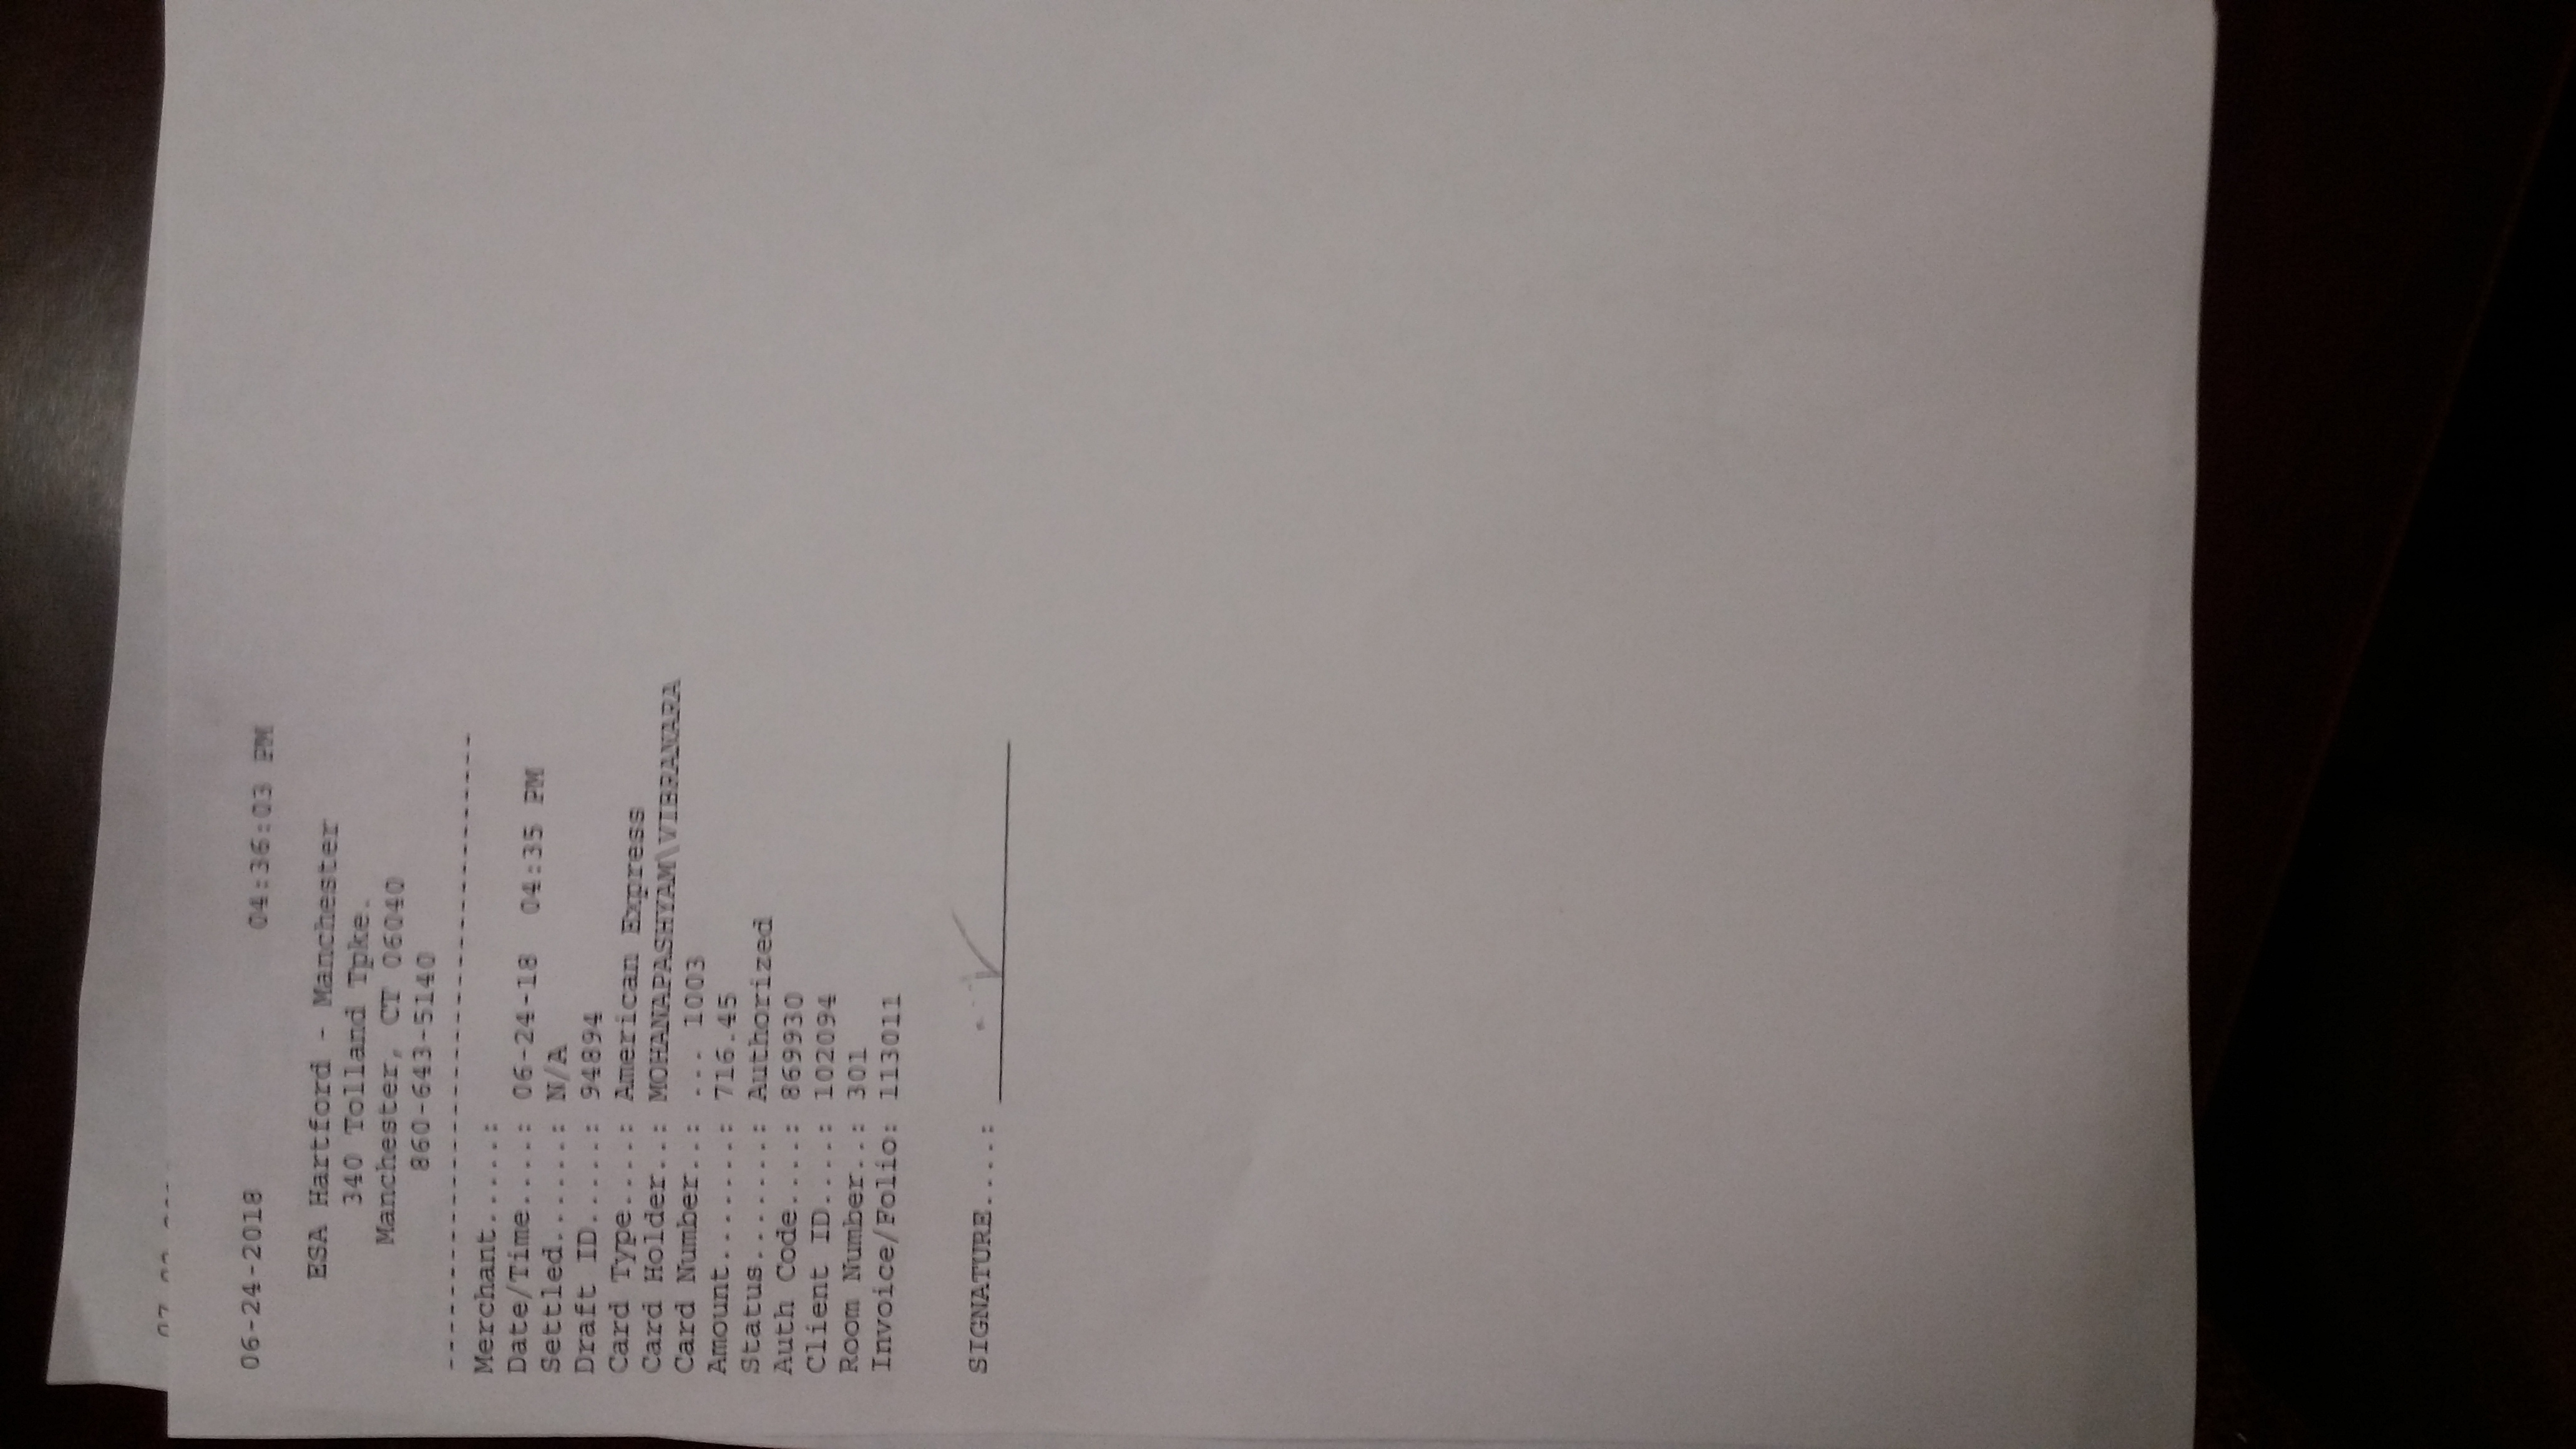 06-24-2018 04:36:03 PM
ESA Hartford - Manchester
340 Tolland Tpke.
Manchester, CT 06040
860-643-5140
-----------------------------------
Merchant.....:
Date/Time....: 06-24-18 04:35 PM
Settled......: N/A
Draft ID.....: 94894
Card Type....: American Express
Card Holder..: MOHANAPASHYAM\VIBRANARA
Card Number..: ... 1003
Amount.......: 716.45
Status.......: Authorized
Auth Code....: 869930
Client ID....: 102094
Room Number..: 301
Invoice/Folio: 113011
SIGNATURE....: